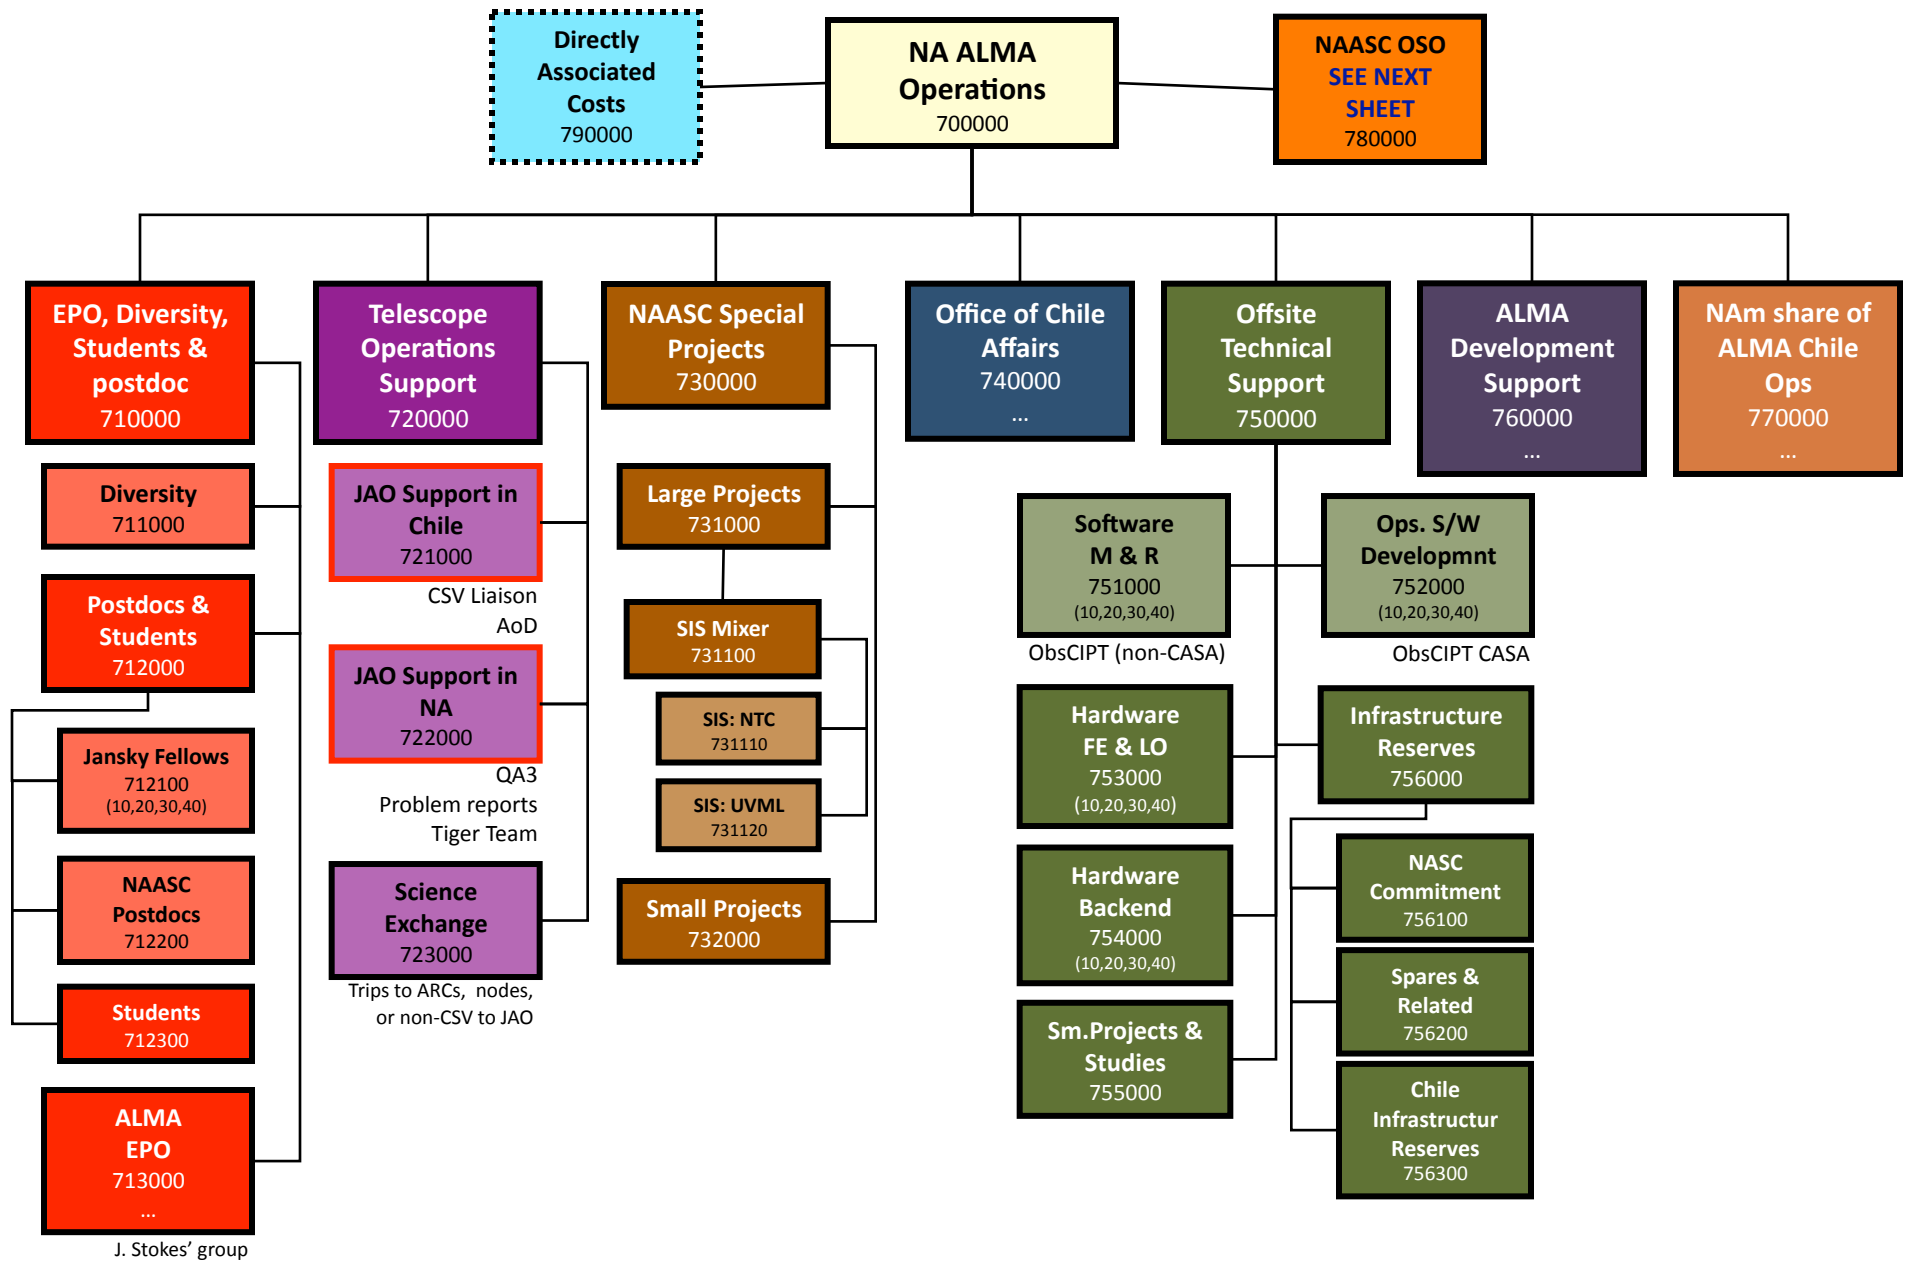 Directly
Associated
Costs
790000
NA ALMA
Operations
700000
NAASC OSO
SEE NEXT
SHEET
780000
EPO, Diversity,
Students &
postdoc
710000
Telescope
Operations
Support
720000
NAASC Special
Projects
730000
Office of Chile
Affairs
740000
...
Offsite
Technical
Support
750000
ALMA
Development
Support
760000
...
NAm share of
ALMA Chile
Ops
770000
...
Diversity
711000
Postdocs &
Students
712000
Jansky Fellows
712100
(10,20,30,40)
NAASC
Postdocs
712200
Students
712300
ALMA
EPO
713000
...
J. Stokes’ group
JAO Support in
Chile
721000
CSV Liaison
AoD
JAO Support in
NA
722000
QA3
Problem reports
Tiger Team
Science
Exchange
723000
Trips to ARCs, nodes,
or non-CSV to JAO
Large Projects
731000
SIS Mixer
731100
SIS: NTC
731110
SIS: UVML
731120
Small Projects
732000
Software
M & R
751000
(10,20,30,40)
ObsCIPT (non-CASA)
Ops. S/W
Developmnt
752000
(10,20,30,40)
ObsCIPT CASA
Hardware
FE & LO
753000
(10,20,30,40)
Hardware
Backend
754000
(10,20,30,40)
Sm.Projects &
Studies
755000
Infrastructure
Reserves
756000
NASC
Commitment
756100
Spares &
Related
756200
Chile
Infrastructur
Reserves
756300